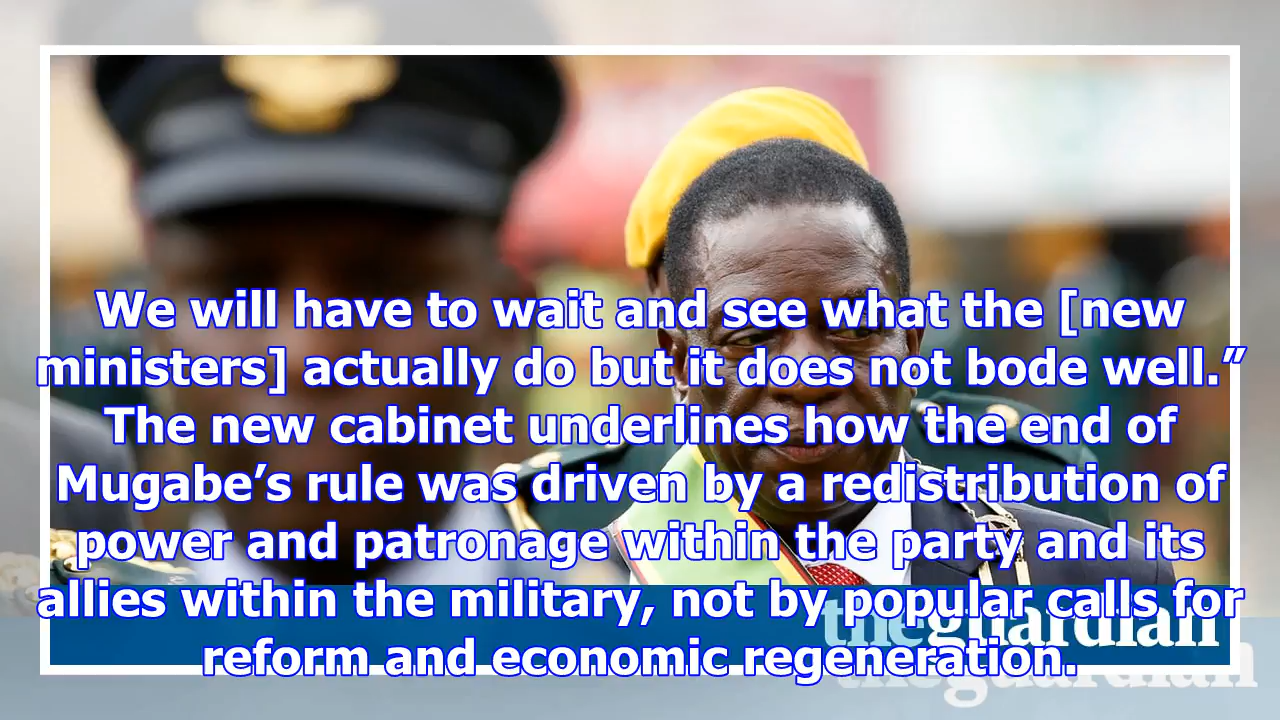 We will have to wait and see what the [new
ministers] actually do but it does not bode well.”
The new cabinet underlines how the end of
Mugabe’s rule was driven by a redistribution of
power and patronage within the party and its
allies within the military, not by popular calls for
reform and economic regeneration.
theguardian
theguardian